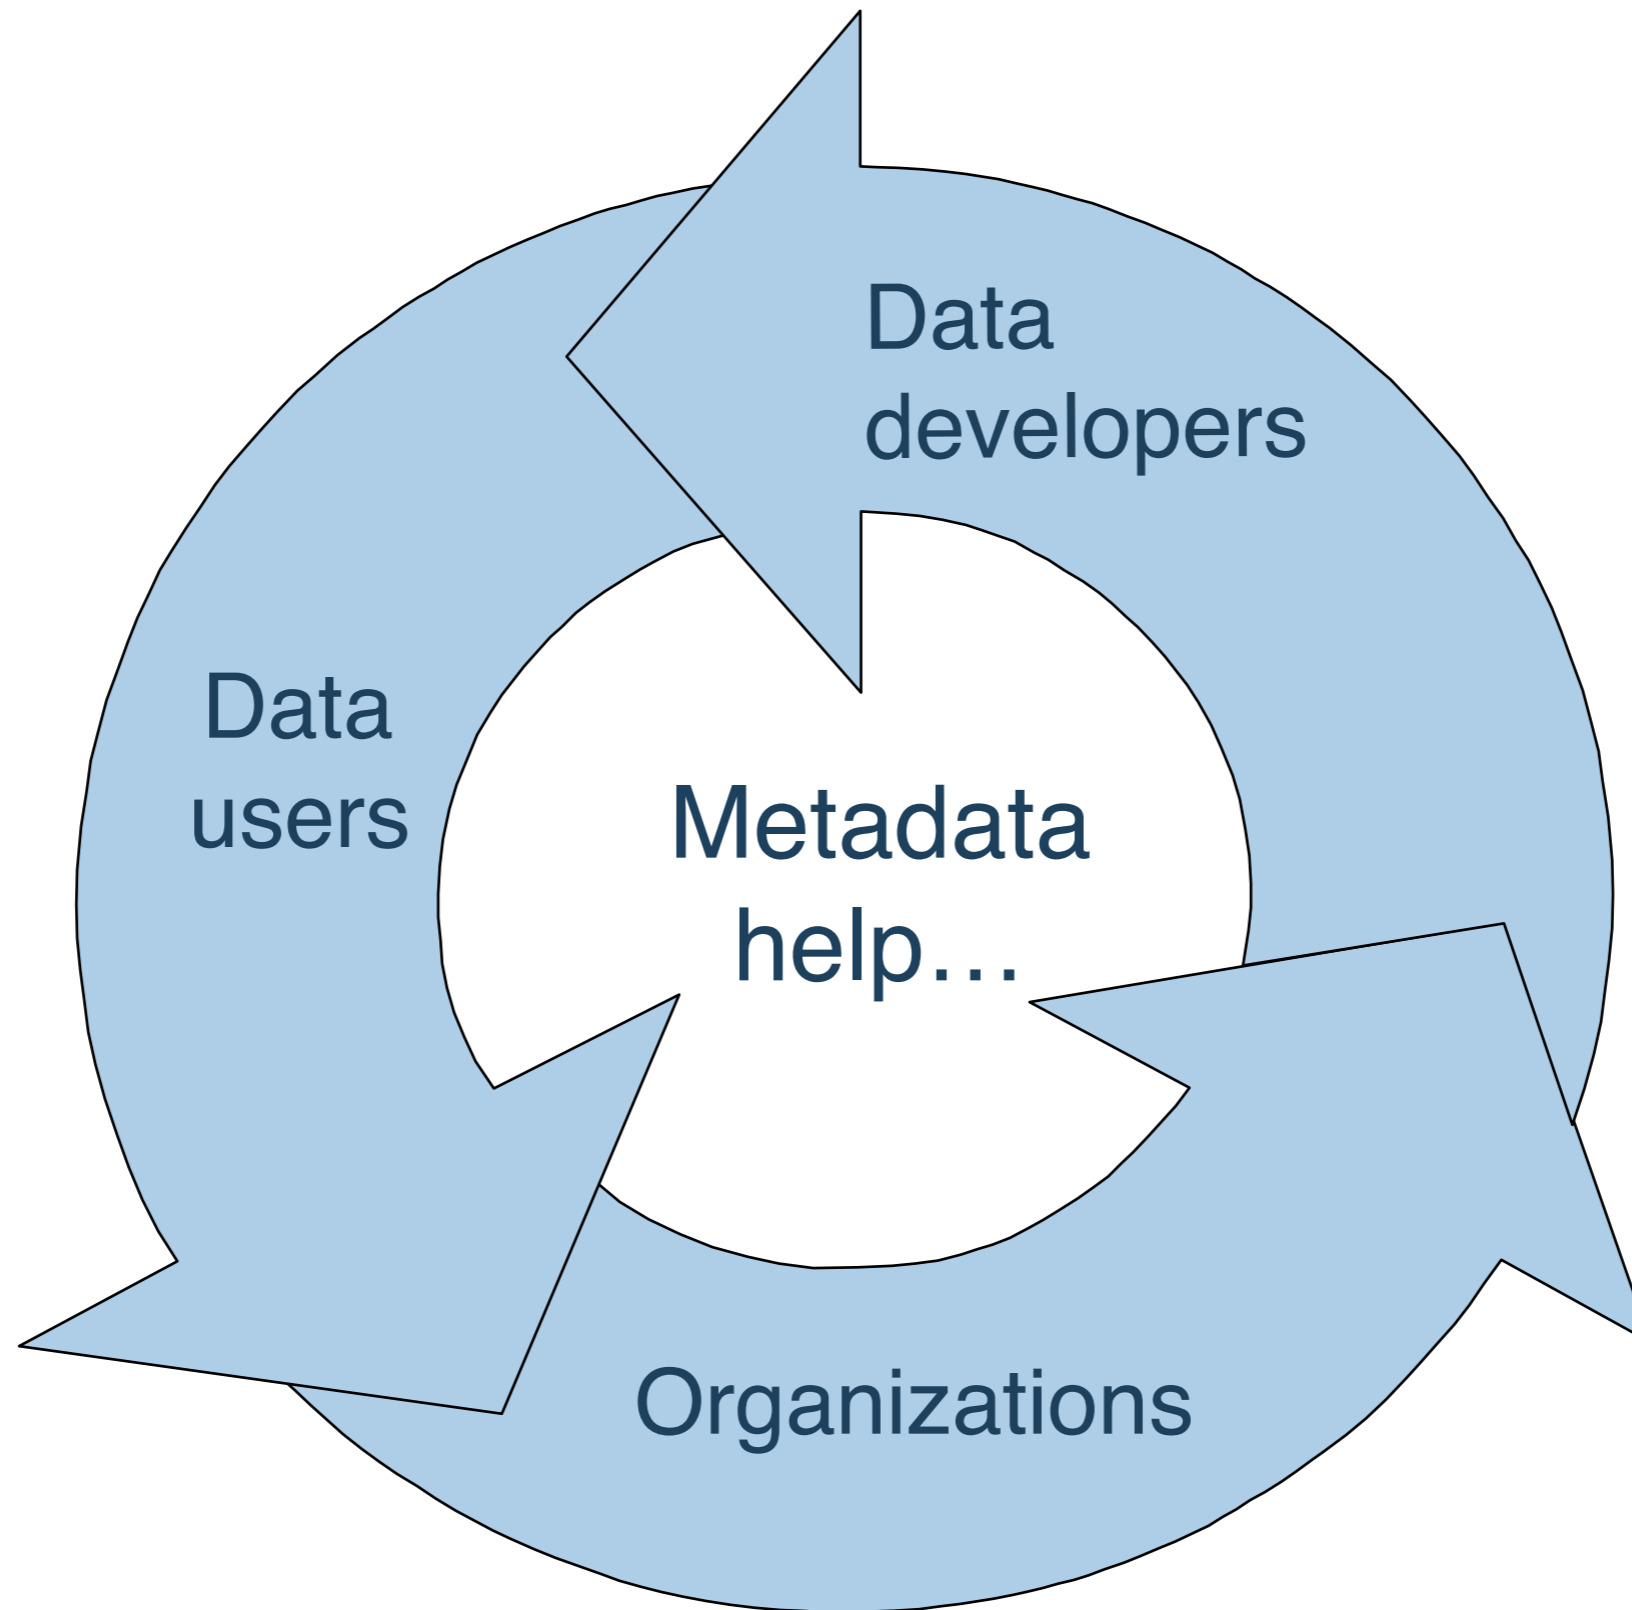 Data
developers
Data
users
Metadata
help…
Organizations